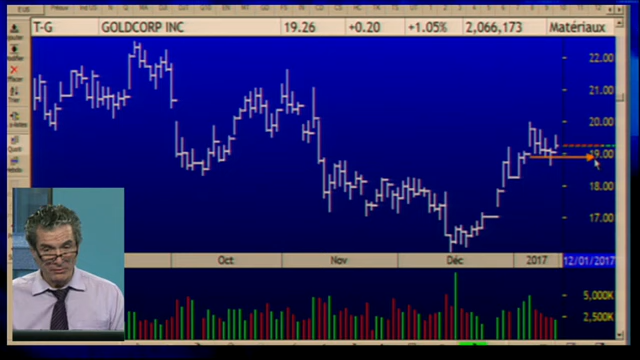 T-G GOLDCORP INC 19.26 +0.20 +1.05% 2,066,173 Matériaux
22.00
21.00
20.00
19.00
18.00
17.00
Oct Nov Déc 2017 12/01/2017
5,000K
2,500K